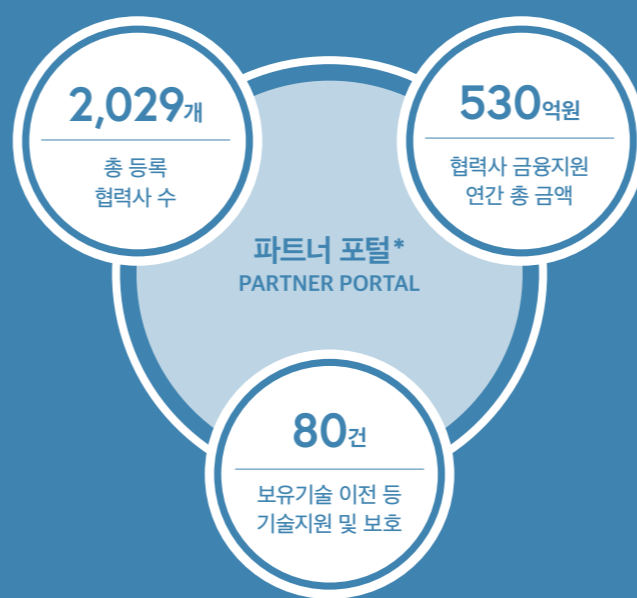 2,029개
총 등록
협력사 수
530억원
협력사 금융지원
연간 총 금액
파트너 포털*
PARTNER PORTAL
80건
보유기술 이전 등
기술지원 및 보호